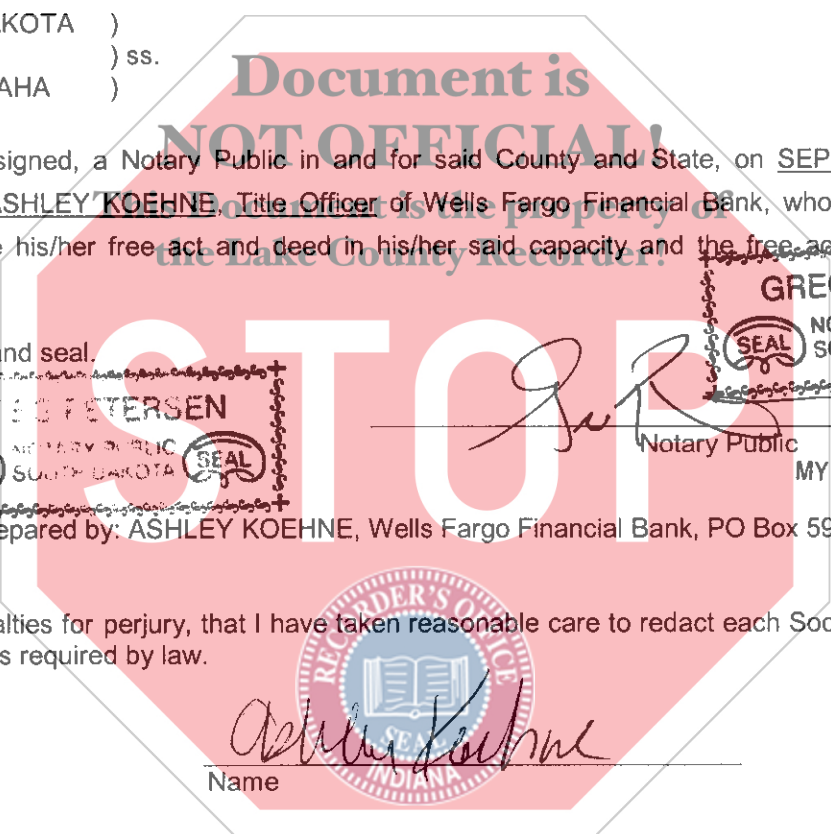 AKOTA )
) ss.
AHA )
Document is
NOT OFFICIAL!
This Document is the property of
the Lake County Recorder!
signed, a Notary Public in and for said County and State, on SEP
ASHLEY KOEHNE, Title Officer of Wells Fargo Financial Bank, who
e his/her free act and deed in his/her said capacity and the free ac
GREG
NO
SEAL
SO
and seal.
PETERSEN
NOTARY PUBLIC
SOUTH DAKOTA
SEAL
STOP
Notary Public
MY
epared by: ASHLEY KOEHNE, Wells Fargo Financial Bank, PO Box 59
alties for perjury, that I have taken reasonable care to redact each Soc
s required by law.
RECORDER'S OFFICE
SEAL
INDIANA
Ashley Koehne
Name